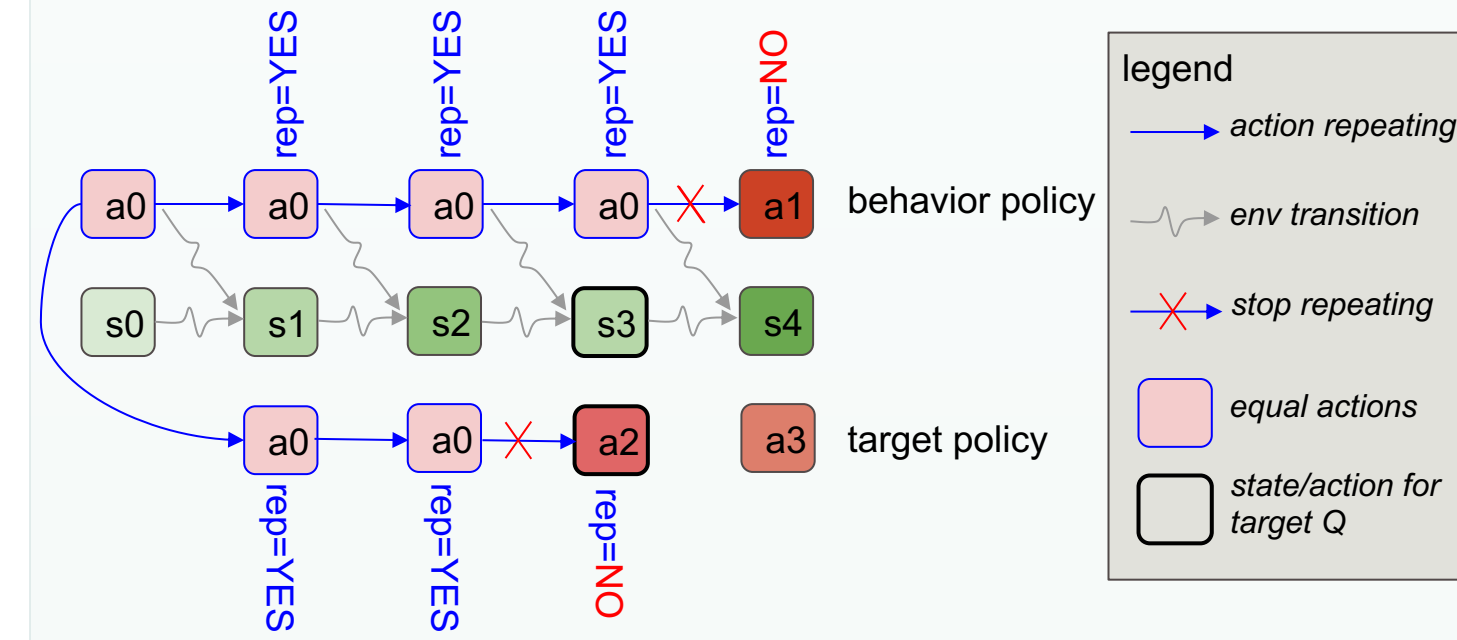 rep=YES
rep=YES
rep=YES
rep=NO
a0
a0
a0
a0
a1
behavior policy
s0
s1
s2
s3
s4
a0
a0
a2
a3
target policy
rep=YES
rep=YES
rep=NO
legend
action repeating
env transition
stop repeating
equal actions
state/action for
target Q